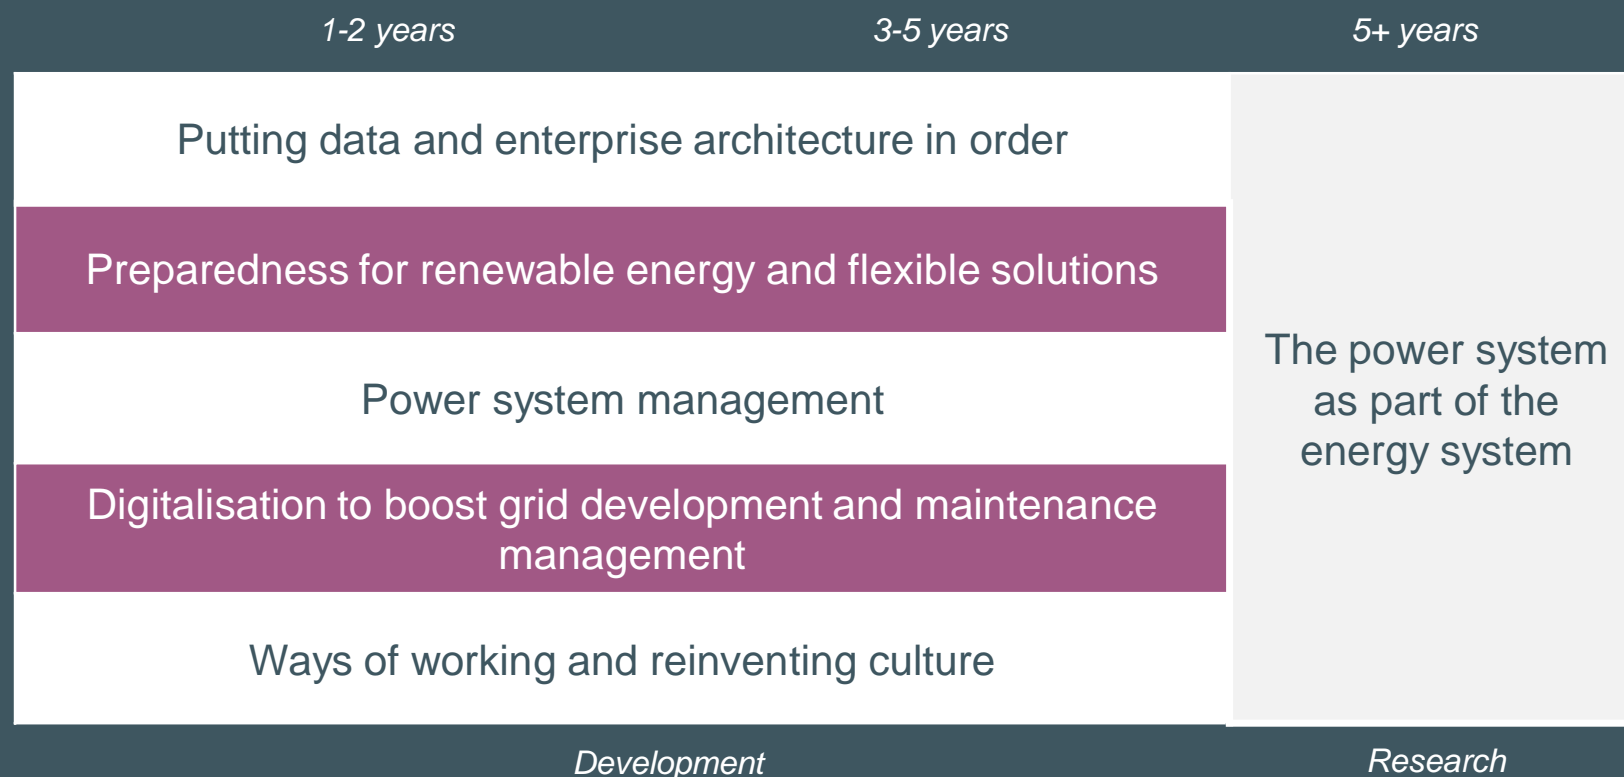 1-2 years
3-5 years
5+ years
Putting data and enterprise architecture in order
Preparedness for renewable energy and flexible solutions
Power system management
Digitalisation to boost grid development and maintenance
management
Ways of working and reinventing culture
The power system
as part of the
energy system
Development
Research